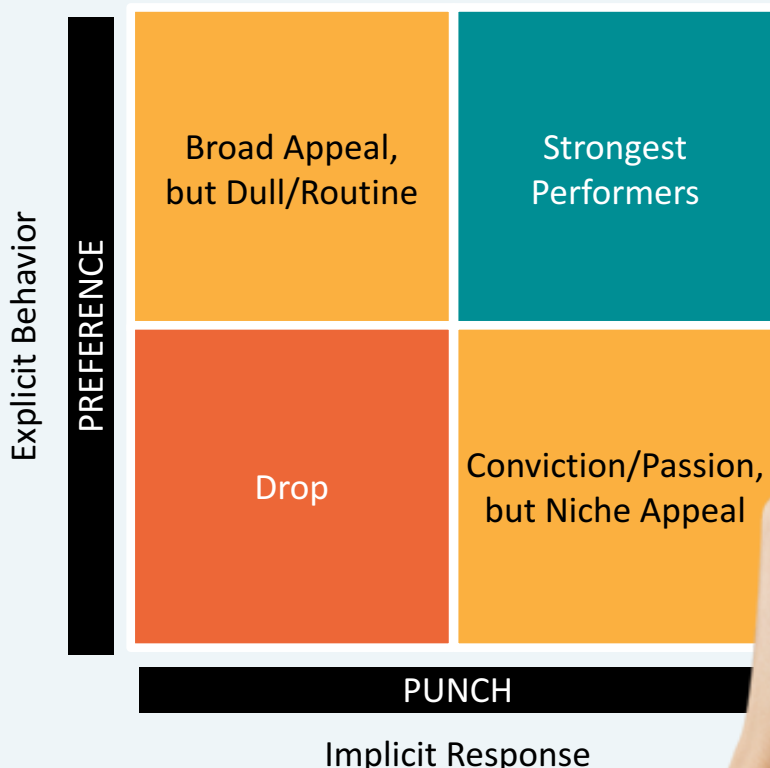 Explicit Behavior
PREFERENCE
Broad Appeal,
but Dull/Routine
Strongest
Performers
Drop
Conviction/Passion,
but Niche Appeal
PUNCH
Implicit Response